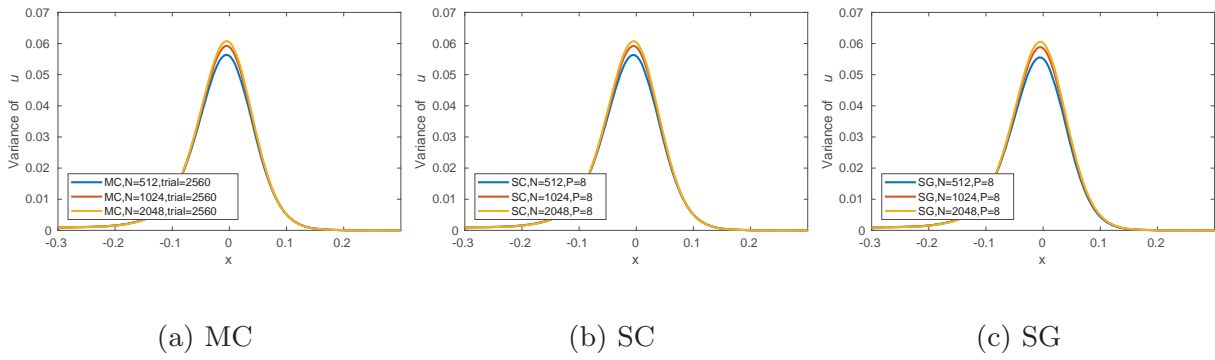 0.07
0.06
0.05
0.04
0.03
0.02
0.01
0
Variance of u
MC,N=512,trial=2560
MC,N=1024,trial=2560
MC,N=2048,trial=2560
-0.3 -0.2 -0.1 0 0.1 0.2
x
(a) MC
0.07
0.06
0.05
0.04
0.03
0.02
0.01
0
Variance of u
SC,N=512,P=8
SC,N=1024,P=8
SC,N=2048,P=8
-0.3 -0.2 -0.1 0 0.1 0.2
x
(b) SC
0.07
0.06
0.05
0.04
0.03
0.02
0.01
0
Variance of u
SG,N=512,P=8
SG,N=1024,P=8
SG,N=2048,P=8
-0.3 -0.2 -0.1 0 0.1 0.2
x
(c) SG